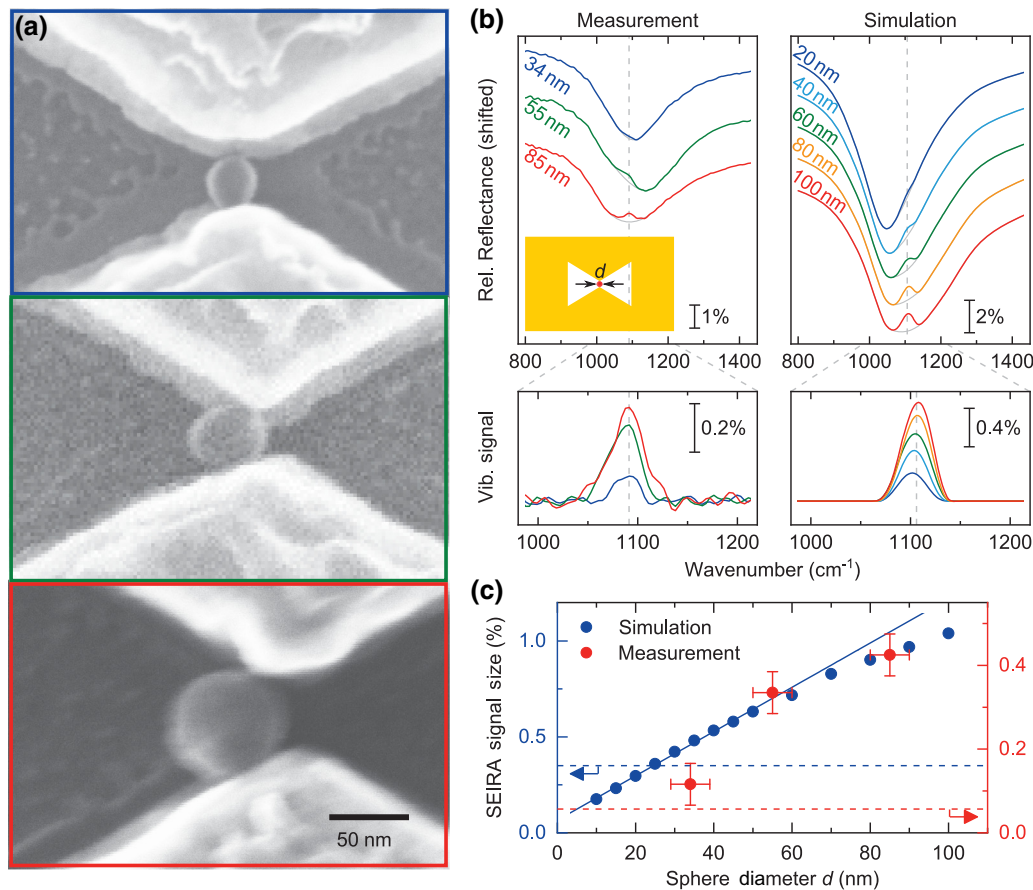 (a)
50 nm
(b)
Measurement
Simulation
Rel. Reflectance (shifted)
34 nm
55 nm
85 nm
d
1%
20 nm
40 nm
60 nm
80 nm
100 nm
2%
800 1000 1200 1400
800 1000 1200 1400
Vib. signal
0.2%
0.4%
1000 1100 1200
1000 1100 1200
Wavenumber (cm⁻¹)
(c)
SEIRA signal size (%)
Simulation
Measurement
1.0
0.5
0.0
0.4
0.2
0.0
0 20 40 60 80 100
Sphere diameter d (nm)